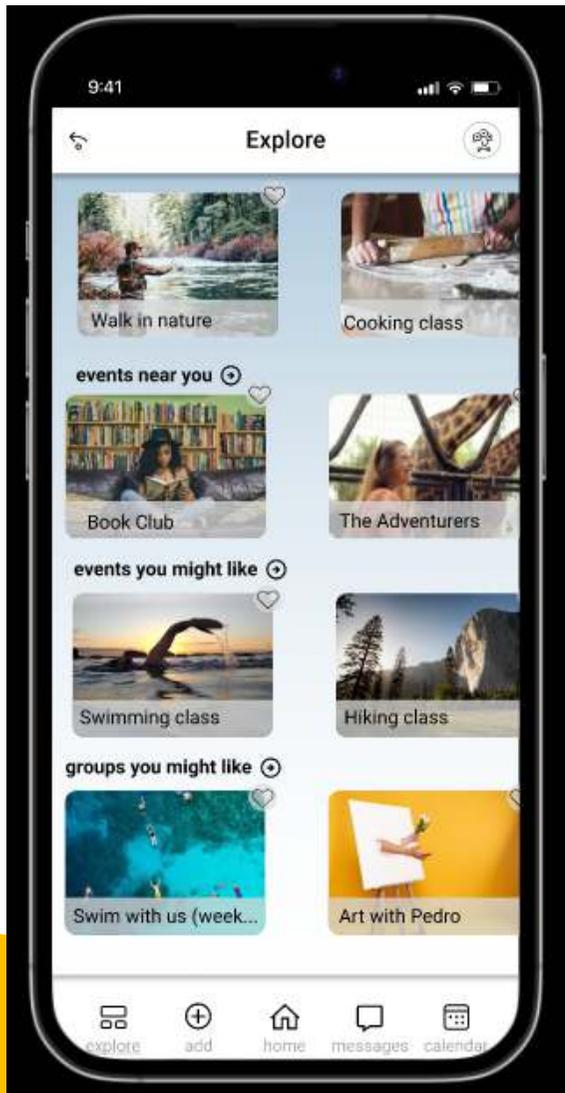 9:41
Explore
Walk in nature
Cooking class
events near you
Book Club
The Adventurers
events you might like
Swimming class
Hiking class
groups you might like
Swim with us (week...
Art with Pedro
explore
add
home
messages
calendar